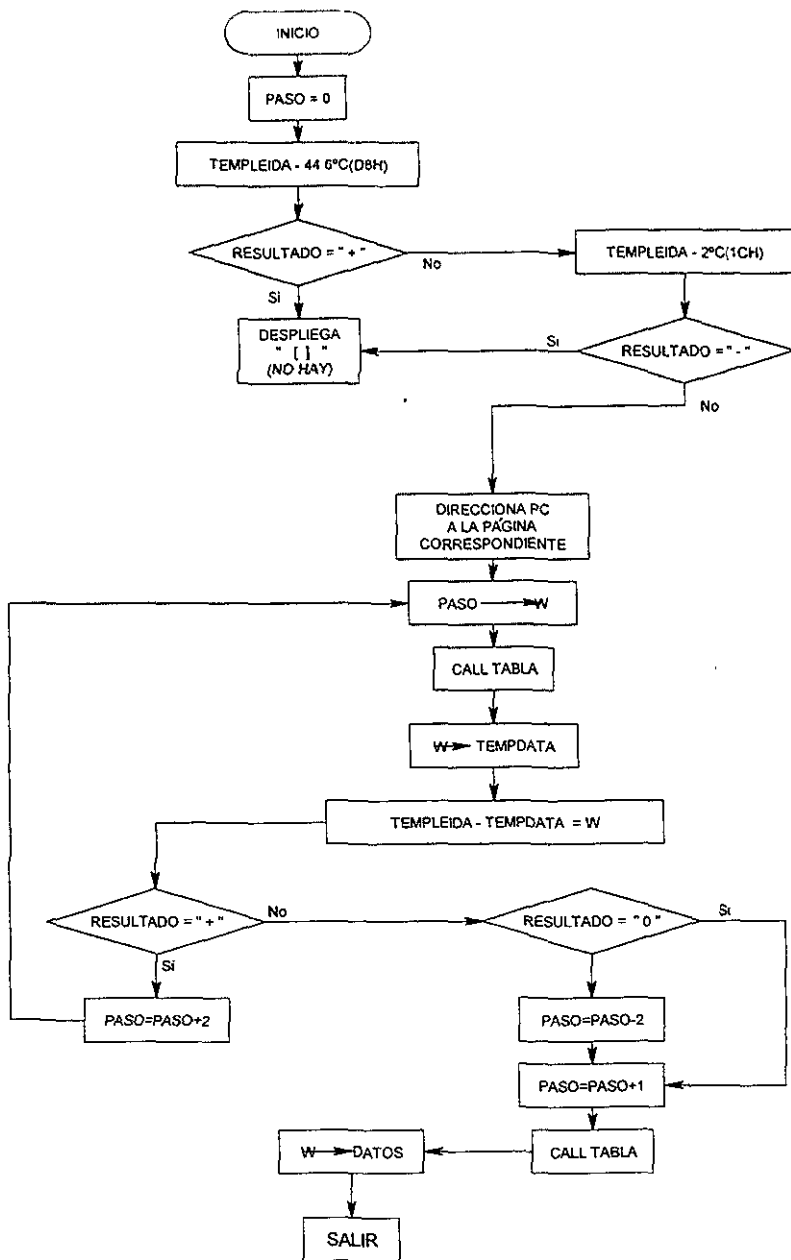 INICIO
PASO = 0
TEMPLEIDA - 44 6ºC(D8H)
RESULTADO = " + "
No
TEMPLEIDA - 2ºC(1CH)
Si
DESPLIEGA
" [ ] "
(NO HAY)
Si
RESULTADO = " - "
No
DIRECCIONA PC
A LA PÁGINA
CORRESPONDIENTE
PASO → W
CALL TABLA
W → TEMPDATA
TEMPLEIDA - TEMPDATA = W
RESULTADO = " + "
No
RESULTADO = " 0 "
Si
Si
PASO=PASO+2
PASO=PASO-2
PASO=PASO+1
W → DATOS
CALL TABLA
SALIR